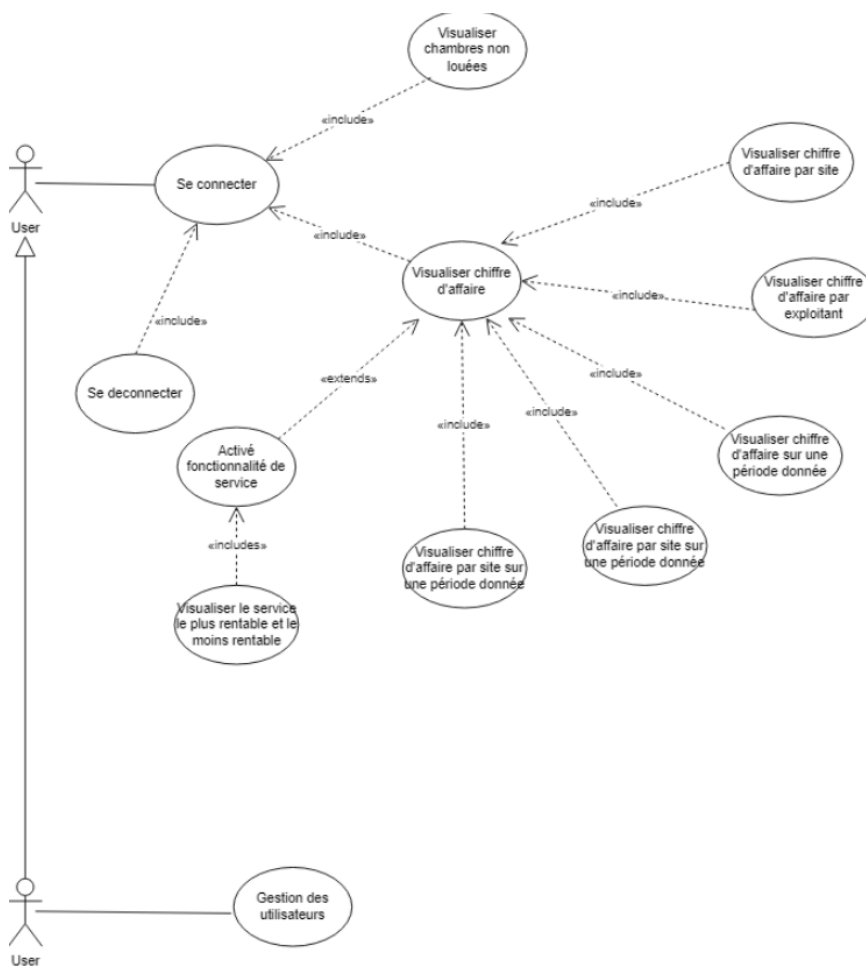 Visualiser
chambres non
louées
«include»
Se connecter
User
«include»
Visualiser chiffre
d'affaire par site
«include»
Visualiser chiffre
d'affaire
«include»
Visualiser chiffre
d'affaire par
exploitant
«include»
Se deconnecter
«extends»
«include»
«include»
«include»
Activé
fonctionnalité de
service
Visualiser chiffre
d'affaire sur une
période donnée
«includes»
Visualiser chiffre
d'affaire par site sur
une période donnée
Visualiser chiffre
d'affaire par site sur
une période donnée
Visualiser le service
le plus rentable et le
moins rentable
Gestion des
utilisateurs
User